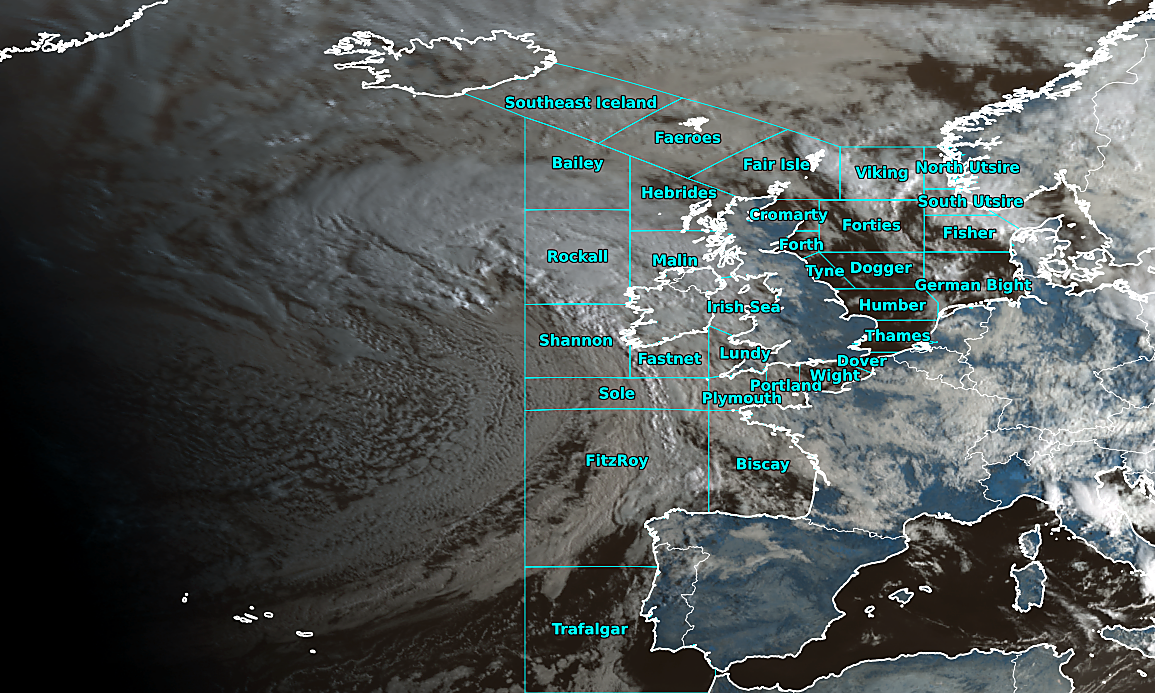 Southeast Iceland
Faeroes
Bailey
Fair Isle
Viking
North Utsire
Hebrides
South Utsire
Cromarty
Forties
Fisher
Forth
Rockall
Malin
Tyne
Dogger
German Bight
Irish Sea
Humber
Shannon
Thames
Fastnet
Lundy
Dover
Wight
Portland
Sole
Plymouth
FitzRoy
Biscay
Trafalgar